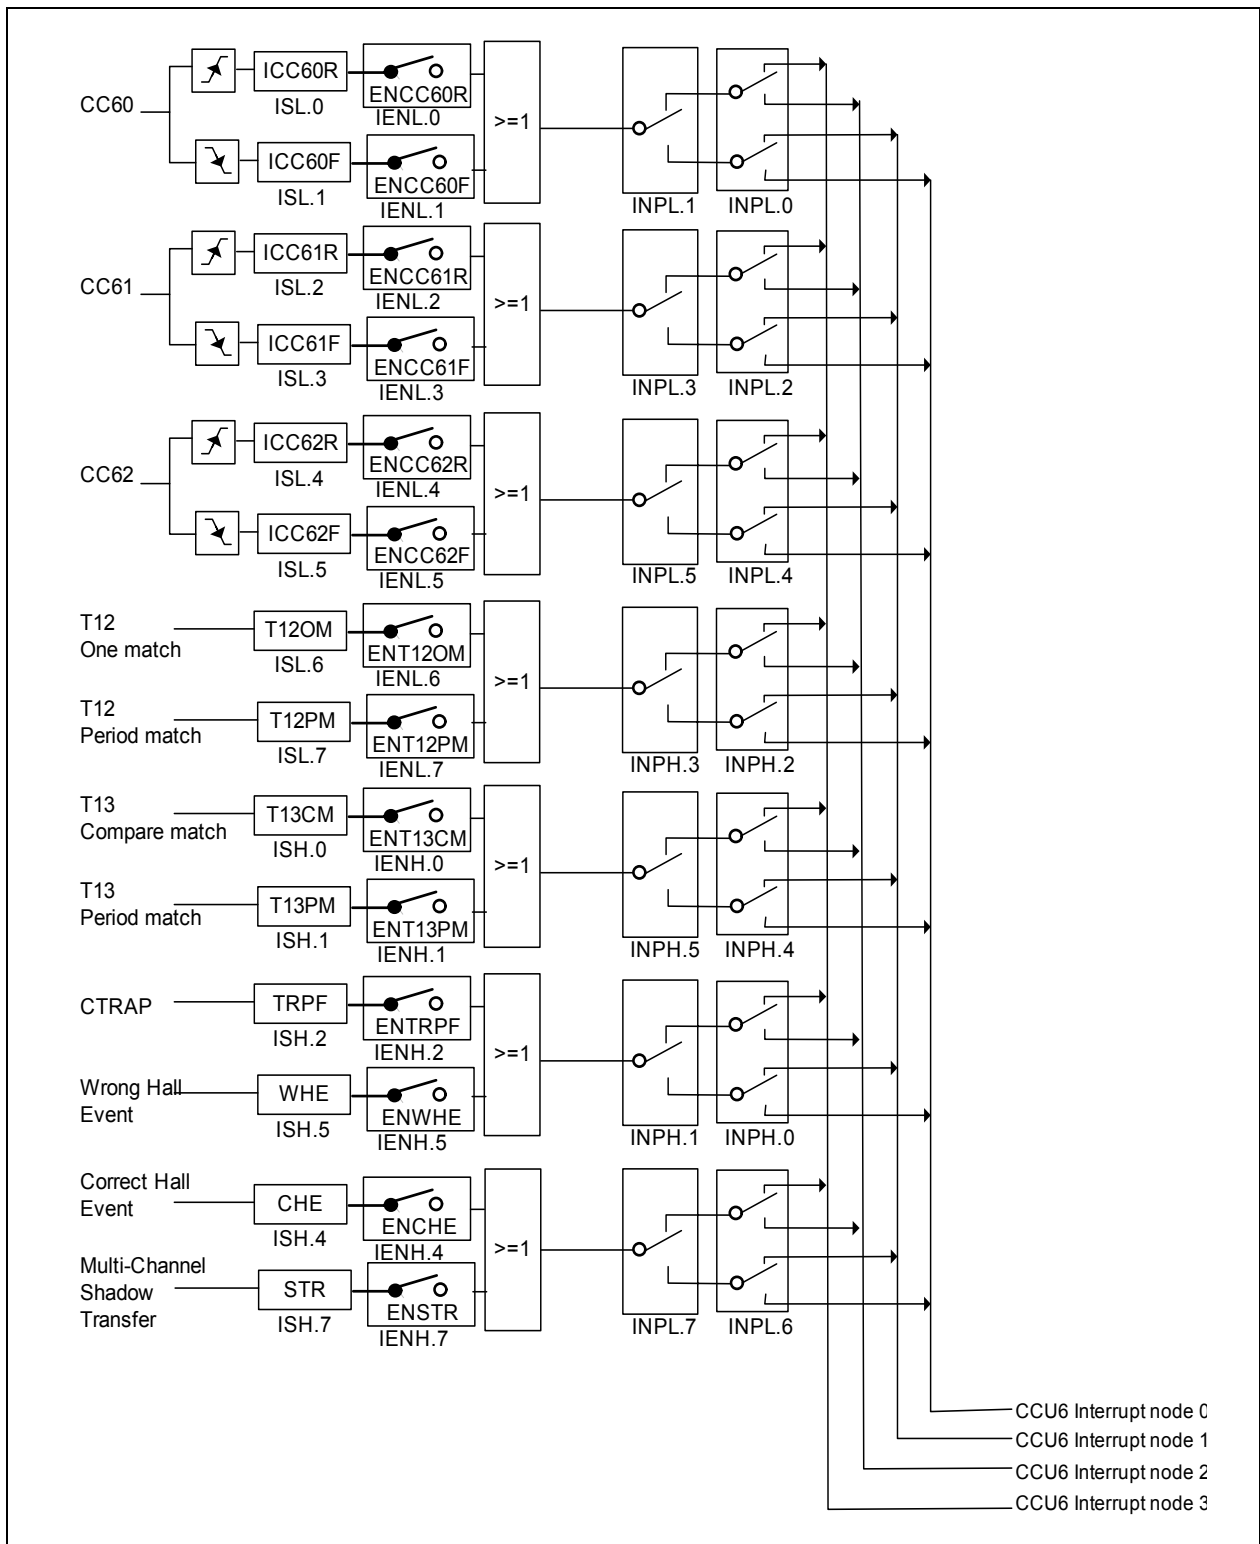 CC60
ICC60R
ISL.0
ENCC60R
IENL.0
ICC60F
ISL.1
ENCC60F
IENL.1
>=1
INPL.1
INPL.0
CC61
ICC61R
ISL.2
ENCC61R
IENL.2
ICC61F
ISL.3
ENCC61F
IENL.3
>=1
INPL.3
INPL.2
CC62
ICC62R
ISL.4
ENCC62R
IENL.4
ICC62F
ISL.5
ENCC62F
IENL.5
>=1
INPL.5
INPL.4
T12
One match
T12OM
ISL.6
ENT12OM
IENL.6
T12
Period match
T12PM
ISL.7
ENT12PM
IENL.7
>=1
INPH.3
INPH.2
T13
Compare match
T13CM
ISH.0
ENT13CM
IENH.0
T13
Period match
T13PM
ISH.1
ENT13PM
IENH.1
>=1
INPH.5
INPH.4
CTRAP
TRPF
ISH.2
ENTRPF
IENH.2
Wrong Hall
Event
WHE
ISH.5
ENWHE
IENH.5
>=1
INPH.1
INPH.0
Correct Hall
Event
CHE
ISH.4
ENCHE
IENH.4
Multi-Channel
Shadow
Transfer
STR
ISH.7
ENSTR
IENH.7
>=1
INPL.7
INPL.6
CCU6 Interrupt node 0
CCU6 Interrupt node 1
CCU6 Interrupt node 2
CCU6 Interrupt node 3